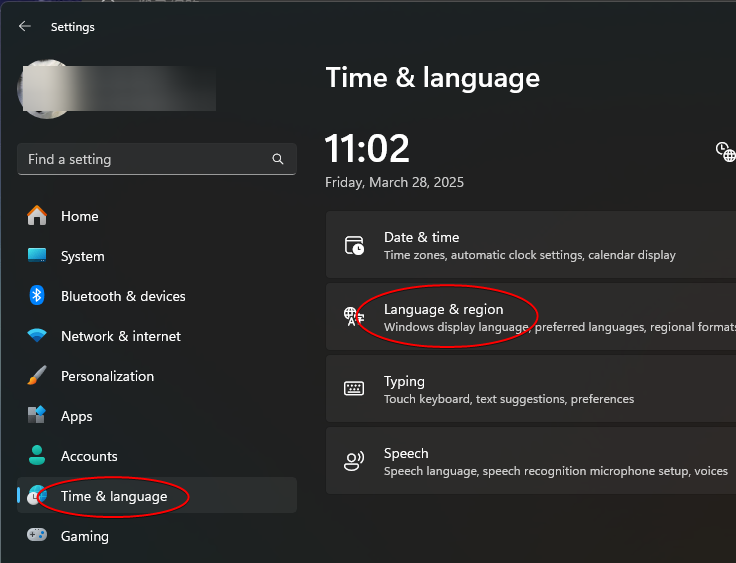 Settings
Find a setting
Home
System
Bluetooth & devices
Network & internet
Personalization
Apps
Accounts
Time & language
Gaming
Time & language
11:02
Friday, March 28, 2025
Date & time
Time zones, automatic clock settings, calendar display
Language & region
Windows display language, preferred languages, regional formats
Typing
Touch keyboard, text suggestions, preferences
Speech
Speech language, speech recognition microphone setup, voices